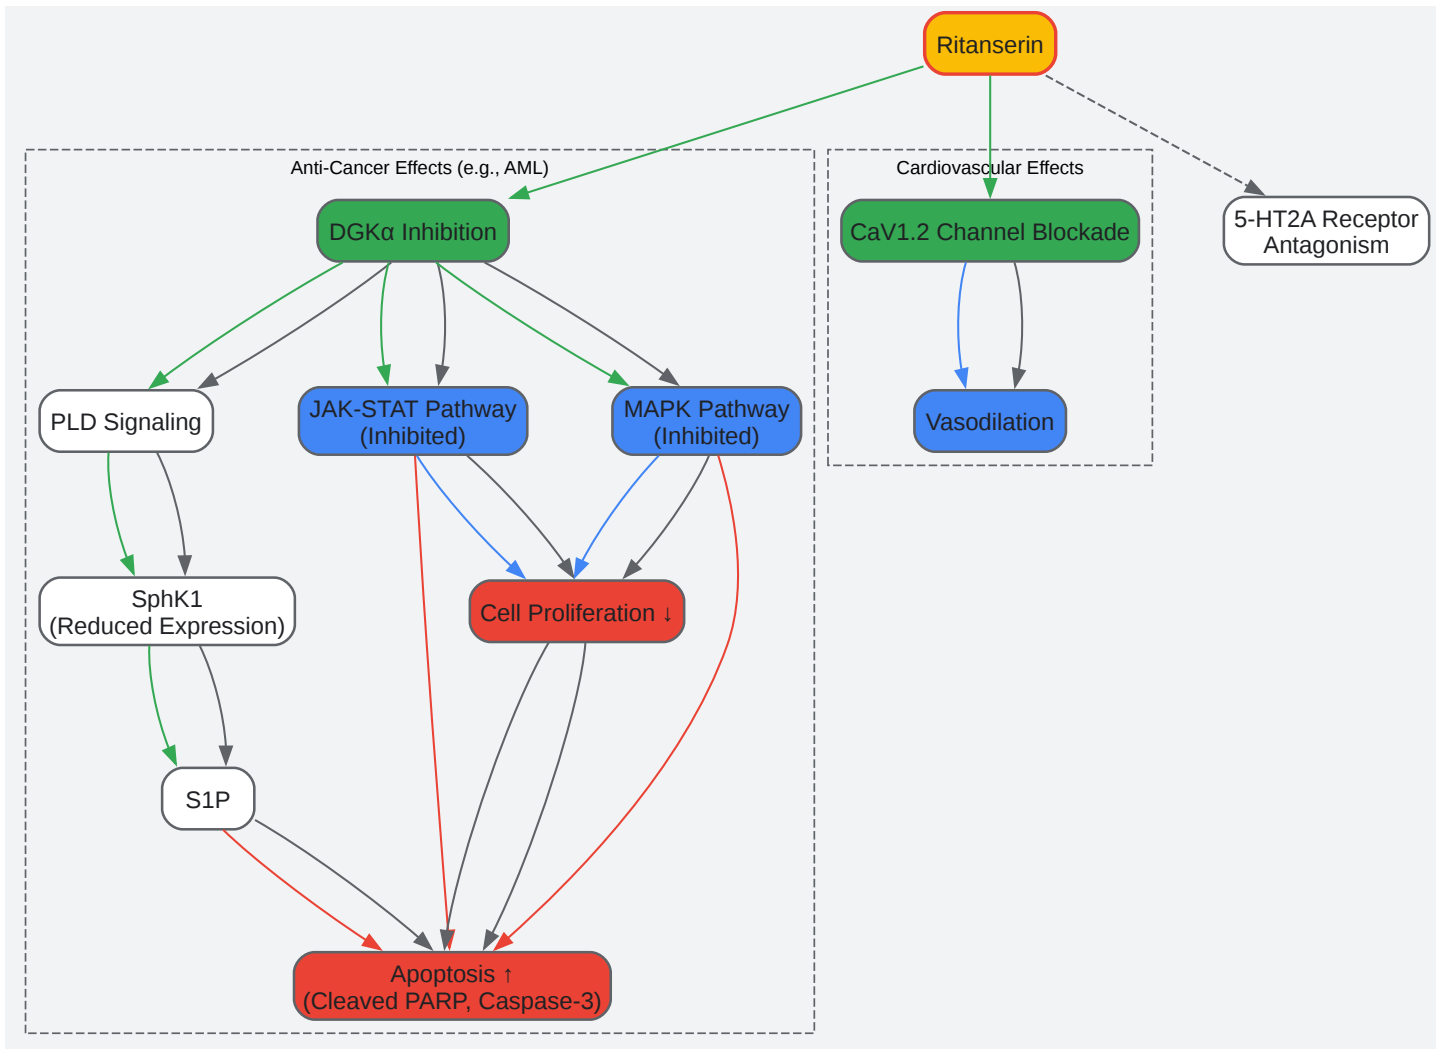 Ritanserin
Anti-Cancer Effects (e.g., AML)
Cardiovascular Effects
DGKα Inhibition
CaV1.2 Channel Blockade
5-HT2A Receptor
Antagonism
PLD Signaling
JAK-STAT Pathway
(Inhibited)
MAPK Pathway
(Inhibited)
Vasodilation
SphK1
(Reduced Expression)
Cell Proliferation ↓
S1P
Apoptosis ↑
(Cleaved PARP, Caspase-3)